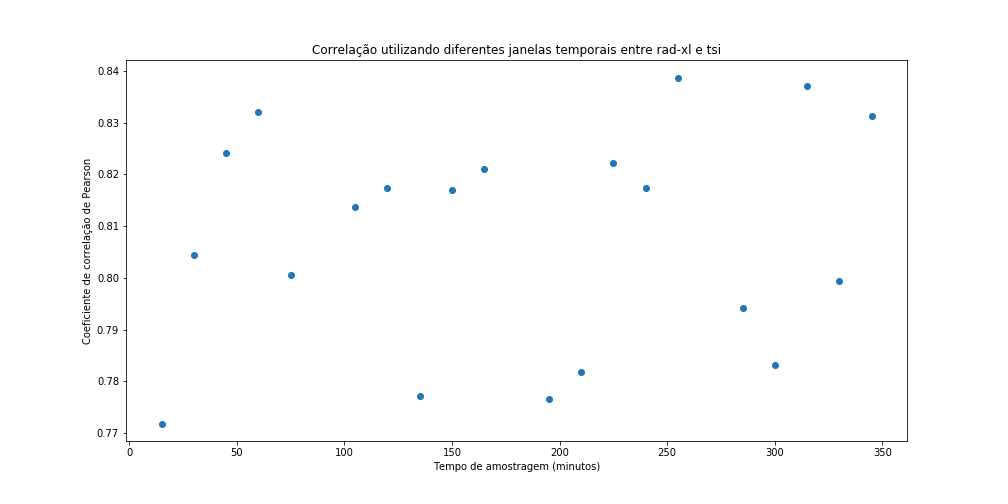 Correlação utilizando diferentes janelas temporais entre rad-xl e tsi
Coeficiente de correlação de Pearson
0.84
0.83
0.82
0.81
0.80
0.79
0.78
0.77
0 50 100 150 200 250 300 350
Tempo de amostragem (minutos)